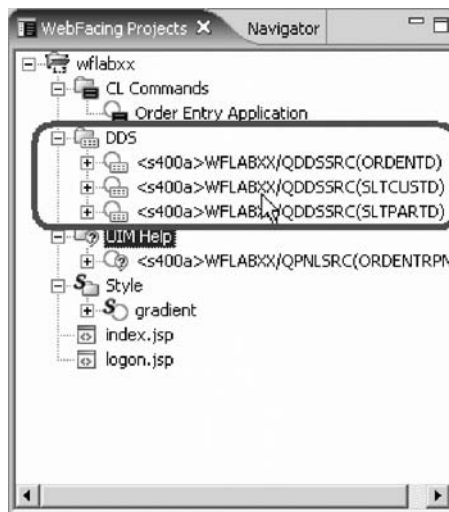 WebFacing Projects
Navigator
wflabxx
CL Commands
Order Entry Application
DDS
<s400a>WFLABXX/QDDSSRC(ORDENTD)
<s400a>WFLABXX/QDDSSRC(SLTCUSTD)
<s400a>WFLABXX/QDDSSRC(SLTPARTD)
UIM Help
<s400a>WFLABXX/QPNLSRC(ORDENTRPN
Style
gradient
index.jsp
logon.jsp